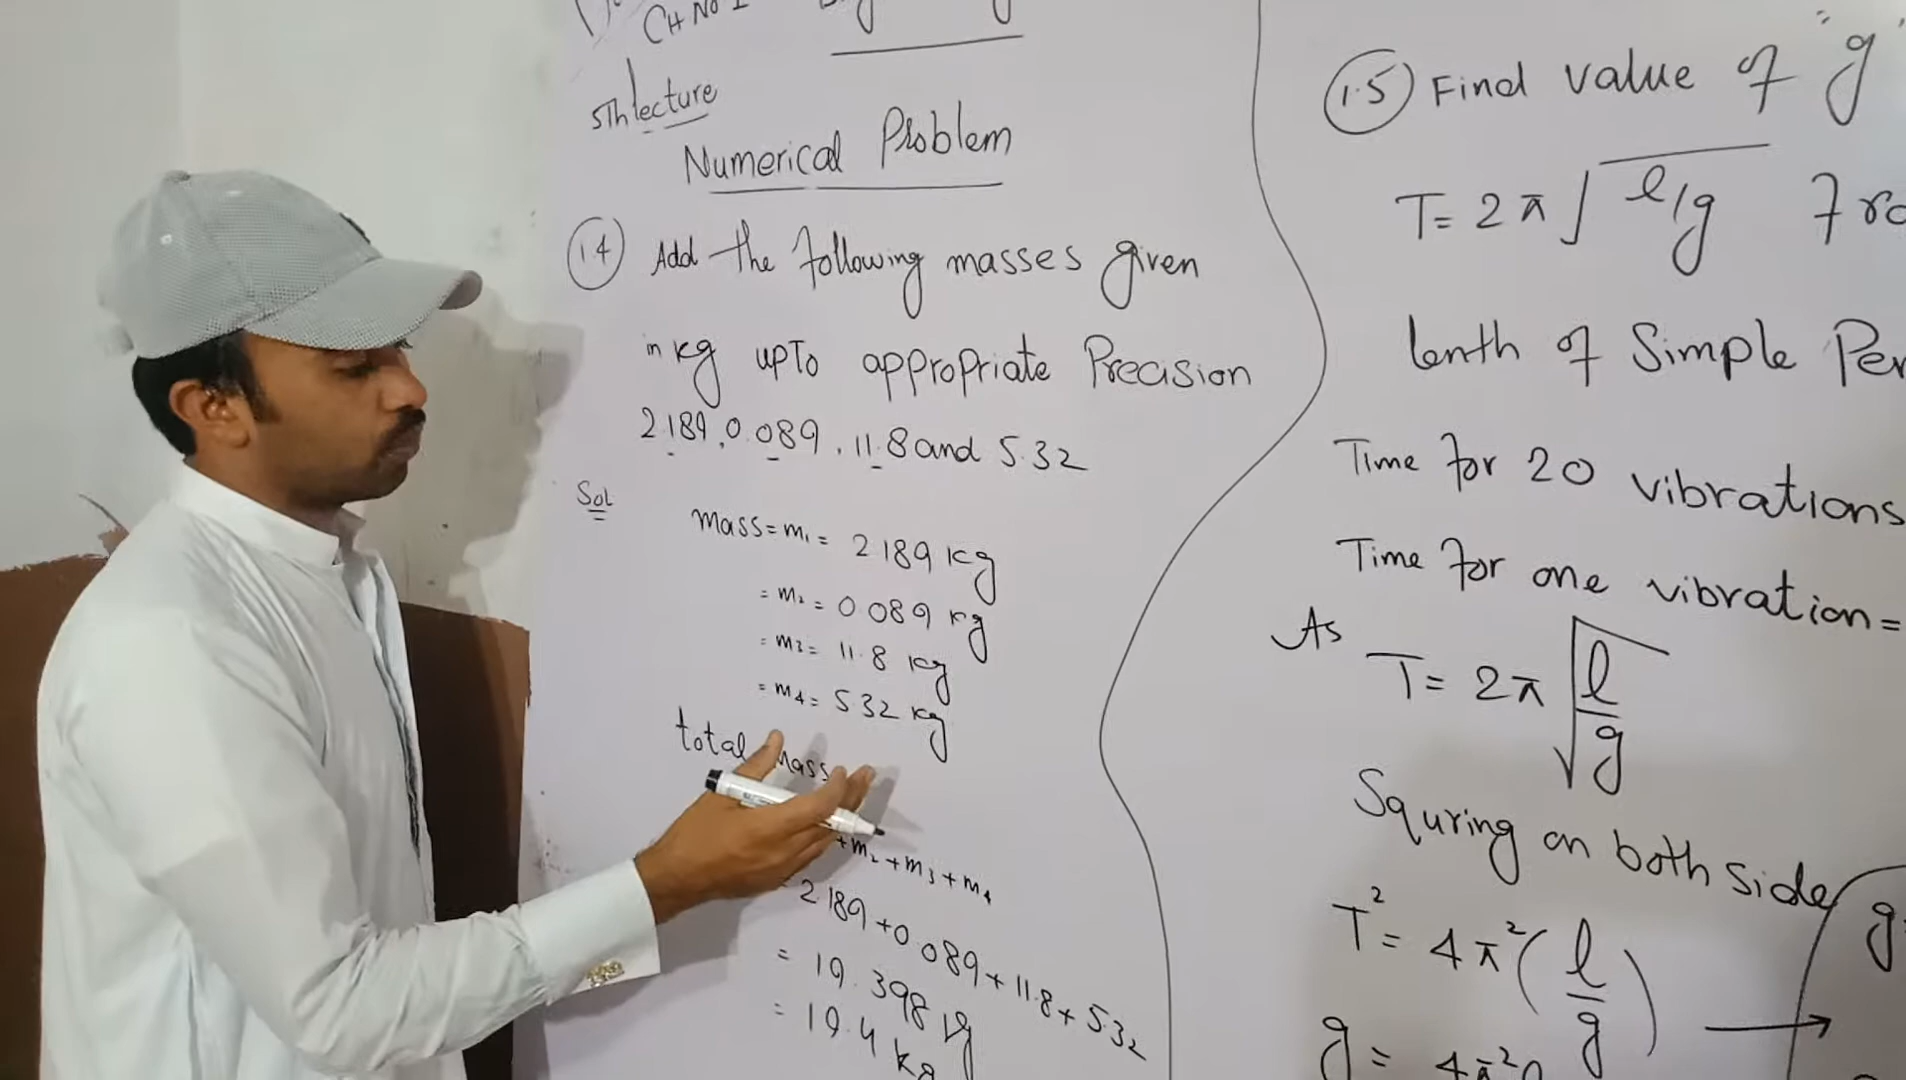 CH NO 1
5Th lecture
Numerical Problem
1.4 Add the following masses given
in kg upTo appropriate Precision
2.189, 0.089, 11.8 and 5.32
Sol
mass = m₁ = 2.189 kg
= m₂ = 0.089 kg
= m₃ = 11.8 kg
= m₄ = 5.32 kg
total mass
+ m₂ + m₃ + m₄
= 2.189 + 0.089 + 11.8 + 5.32
= 19.398 kg
= 19.4 kg
1.5 Find value of "g"
T = 2π √l/g
lenth of Simple
Time for 20 vibrations
Time for one vibration =
As T = 2π √(l/g)
Squring on both side
T² = 4π² (l/g) →
g = 4π²l
g